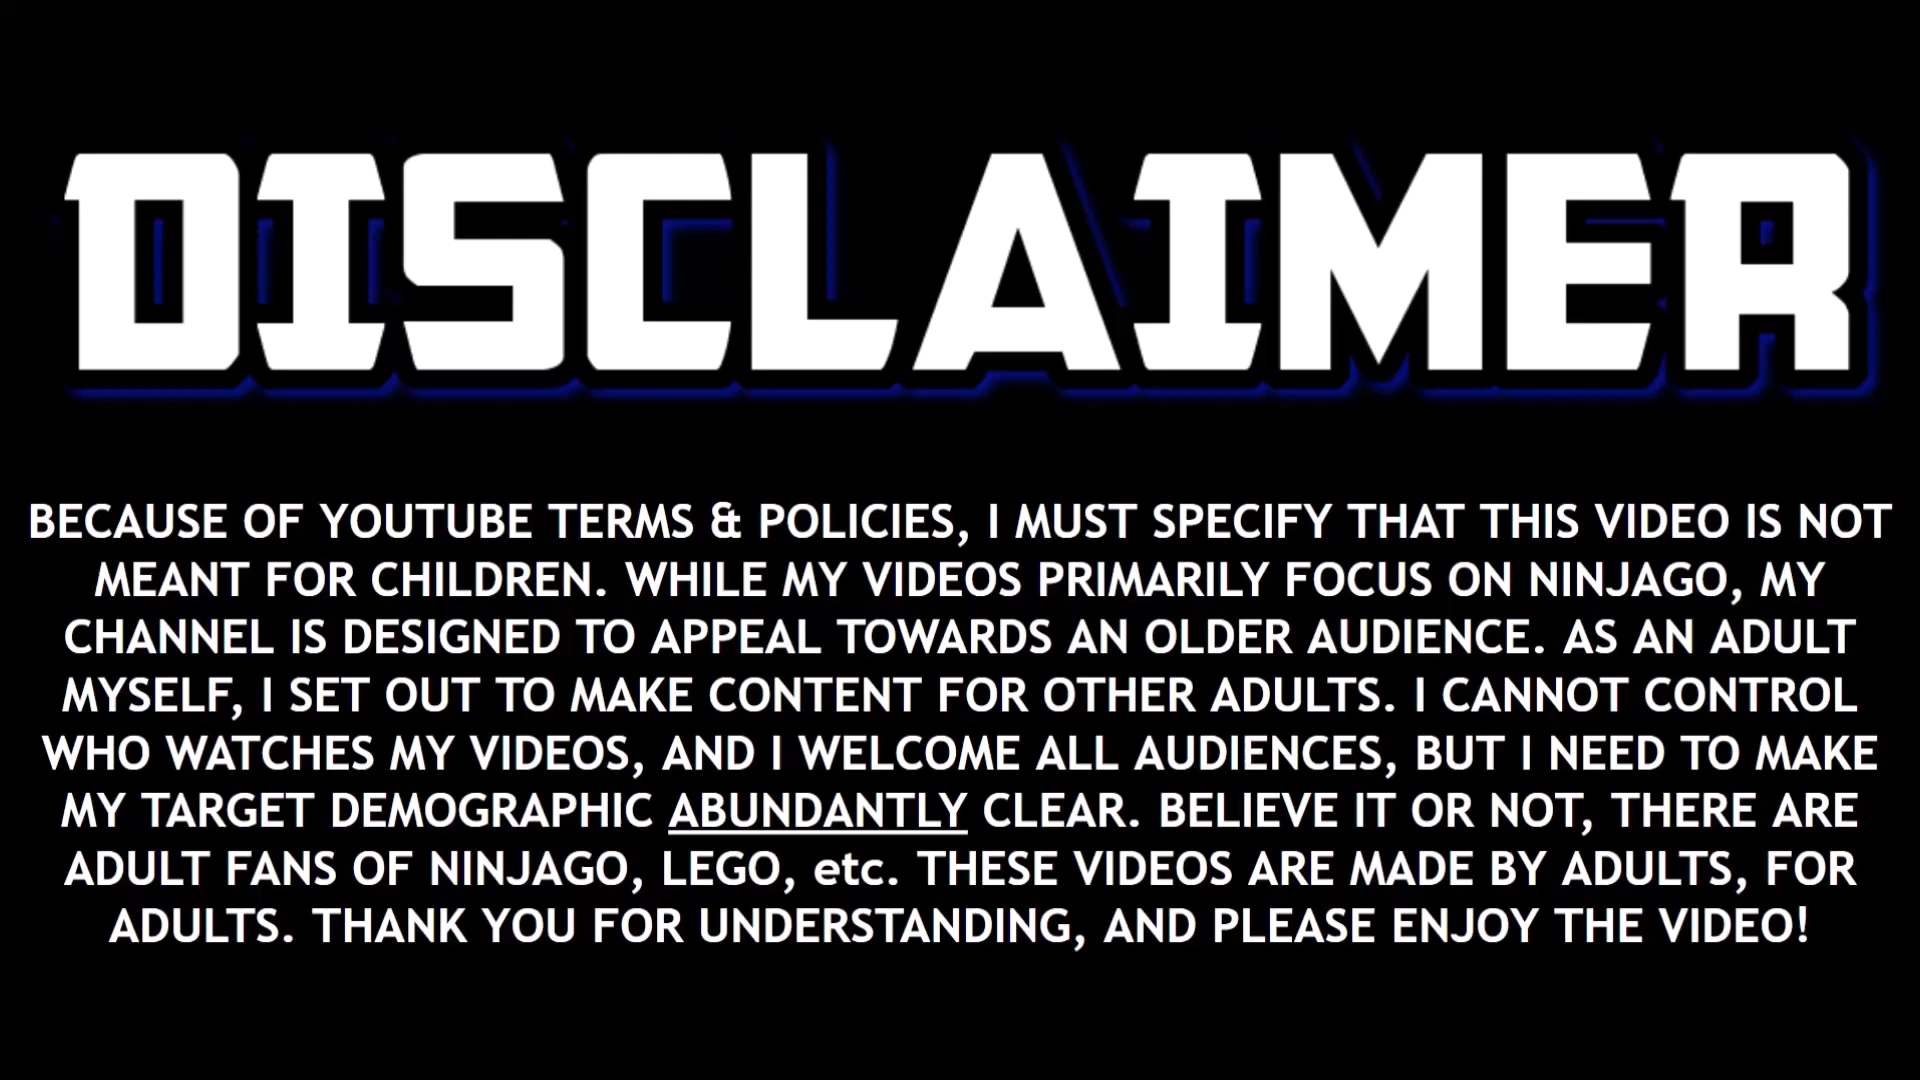 DISCLAIMER
BECAUSE OF YOUTUBE TERMS & POLICIES, I MUST SPECIFY THAT THIS VIDEO IS NOT
MEANT FOR CHILDREN. WHILE MY VIDEOS PRIMARILY FOCUS ON NINJAGO, MY
CHANNEL IS DESIGNED TO APPEAL TOWARDS AN OLDER AUDIENCE. AS AN ADULT
MYSELF, I SET OUT TO MAKE CONTENT FOR OTHER ADULTS. I CANNOT CONTROL
WHO WATCHES MY VIDEOS, AND I WELCOME ALL AUDIENCES, BUT I NEED TO MAKE
MY TARGET DEMOGRAPHIC ABUNDANTLY CLEAR. BELIEVE IT OR NOT, THERE ARE
ADULT FANS OF NINJAGO, LEGO, etc. THESE VIDEOS ARE MADE BY ADULTS, FOR
ADULTS. THANK YOU FOR UNDERSTANDING, AND PLEASE ENJOY THE VIDEO!